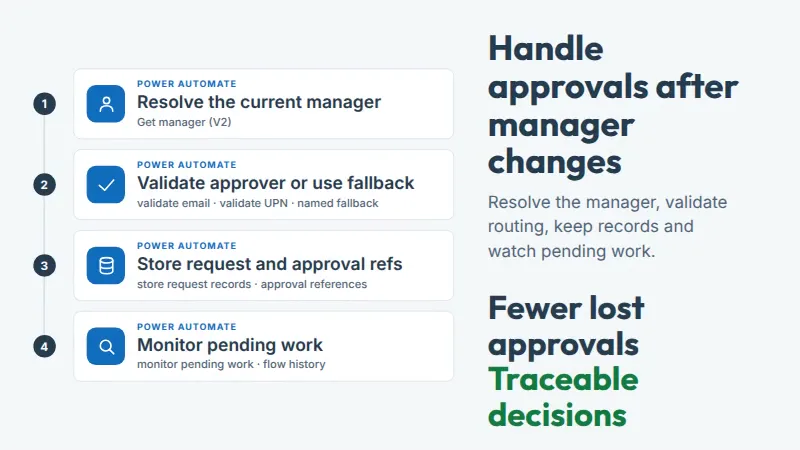 1
POWER AUTOMATE
Resolve the current manager
Get manager (V2)
2
POWER AUTOMATE
Validate approver or use fallback
validate email · validate UPN · named fallback
3
POWER AUTOMATE
Store request and approval refs
store request records · approval references
4
POWER AUTOMATE
Monitor pending work
monitor pending work · flow history
Handle
approvals after
manager
changes
Resolve the manager, validate
routing, keep records and
watch pending work.
Fewer lost
approvals
Traceable
decisions